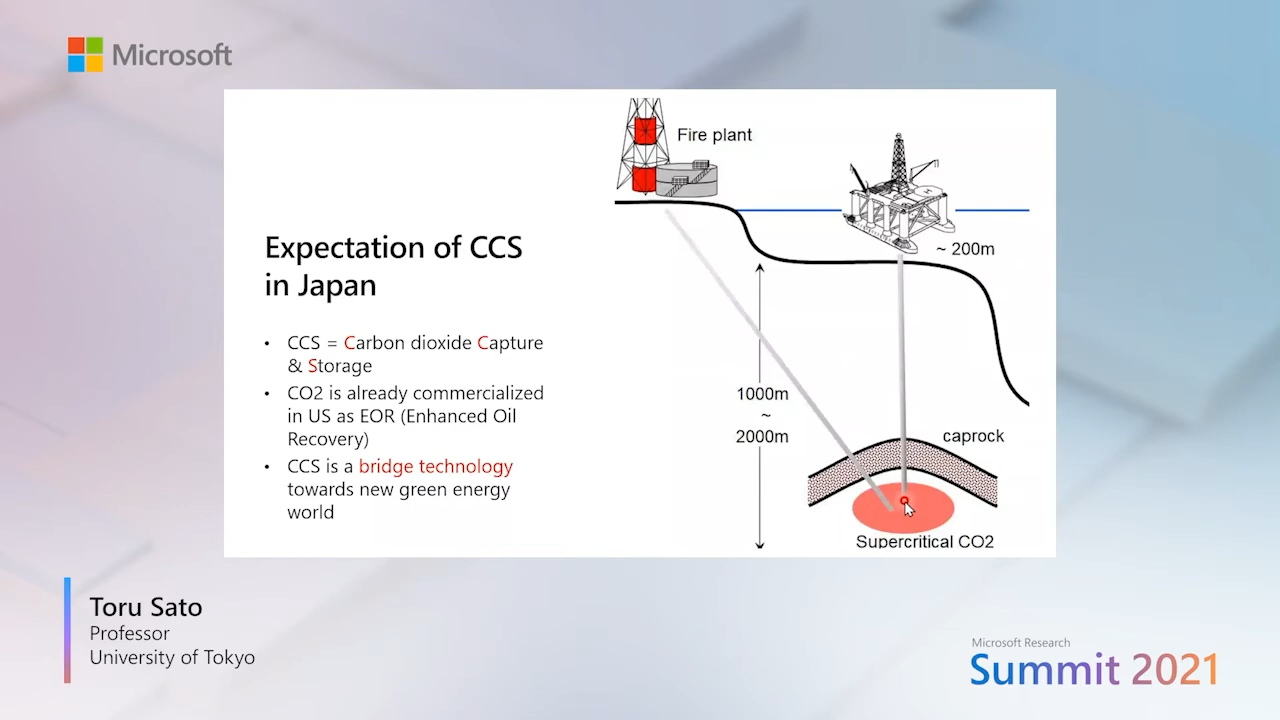 Microsoft
Expectation of CCS
in Japan
• CCS = Carbon dioxide Capture
& Storage
• CO2 is already commercialized
in US as EOR (Enhanced Oil
Recovery)
• CCS is a bridge technology
towards new green energy
world
Fire plant
H
~ 200m
1000m
~
2000m
caprock
Supercritical CO2
Toru Sato
Professor
University of Tokyo
Microsoft Research
Summit 2021